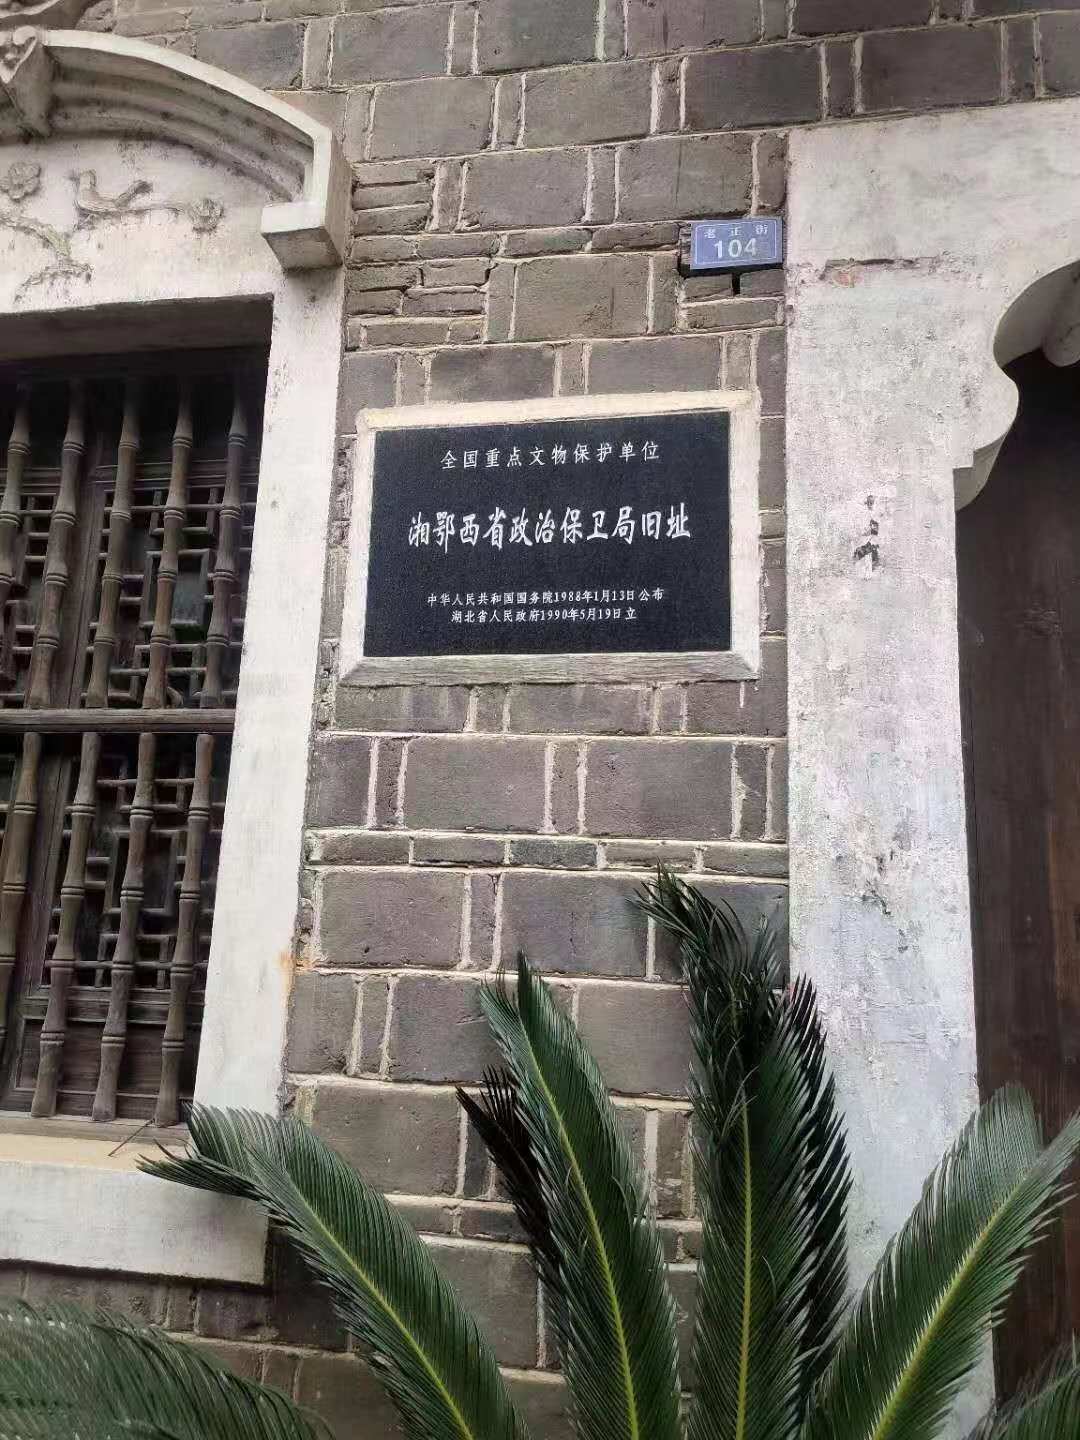 老正街
104
全国重点文物保护单位
湘鄂西省政治保卫局旧址
中华人民共和国国务院1988年1月13日公布
湖北省人民政府1990年5月19日立